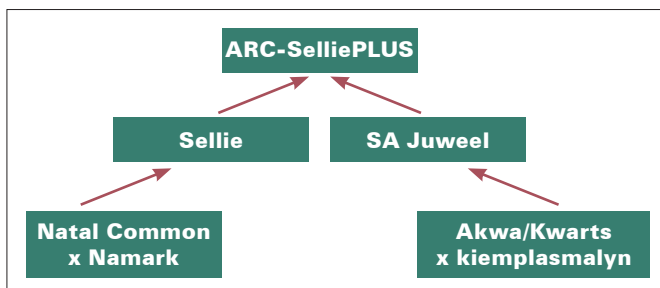 ARC-SelliePLUS
Sellie
SA Juweel
Natal Common
x Namark
Akwa/Kwarts
x kiemplasmalyn